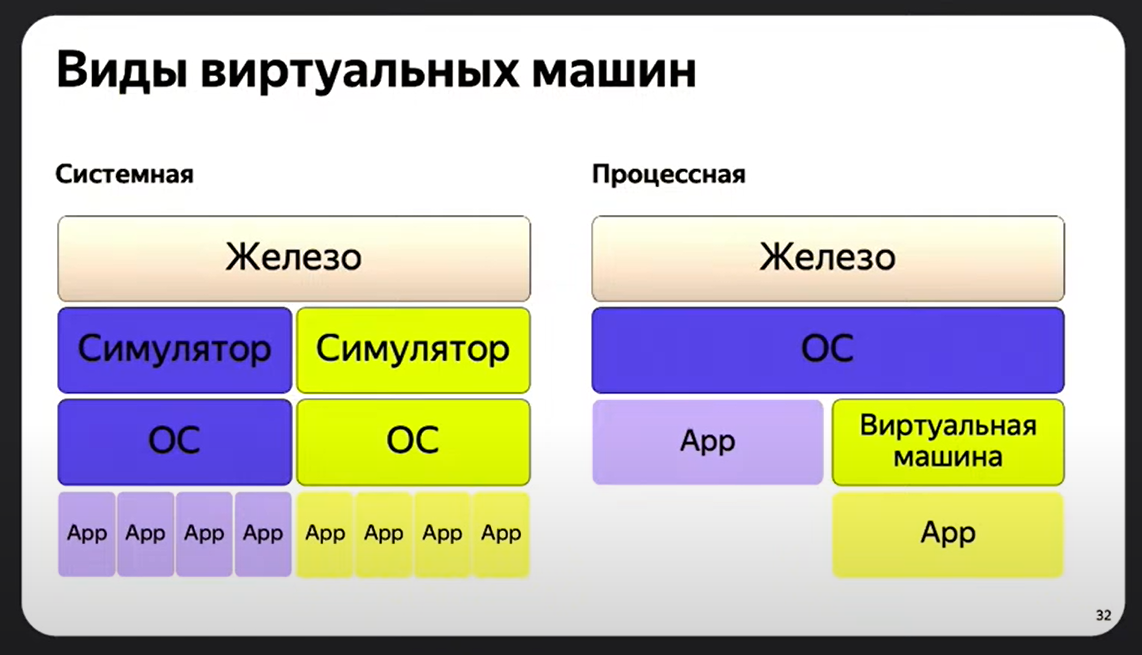 Виды виртуальных машин
Системная
Железо
Симулятор Симулятор
ОС ОС
App App App App App App App App
Процессная
Железо
ОС
App
Виртуальная
машина
App
32